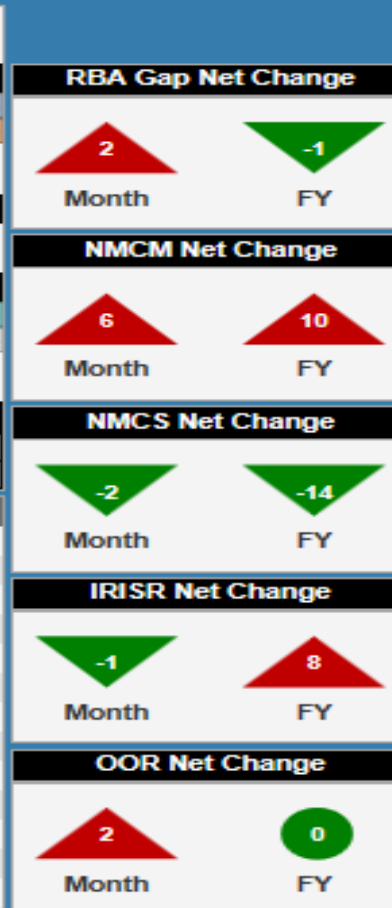 RBA Gap Net Change
2 -1
Month FY
NMCM Net Change
6 10
Month FY
NMCS Net Change
-2 -14
Month FY
IRISR Net Change
-1 8
Month FY
OOR Net Change
2 0
Month FY